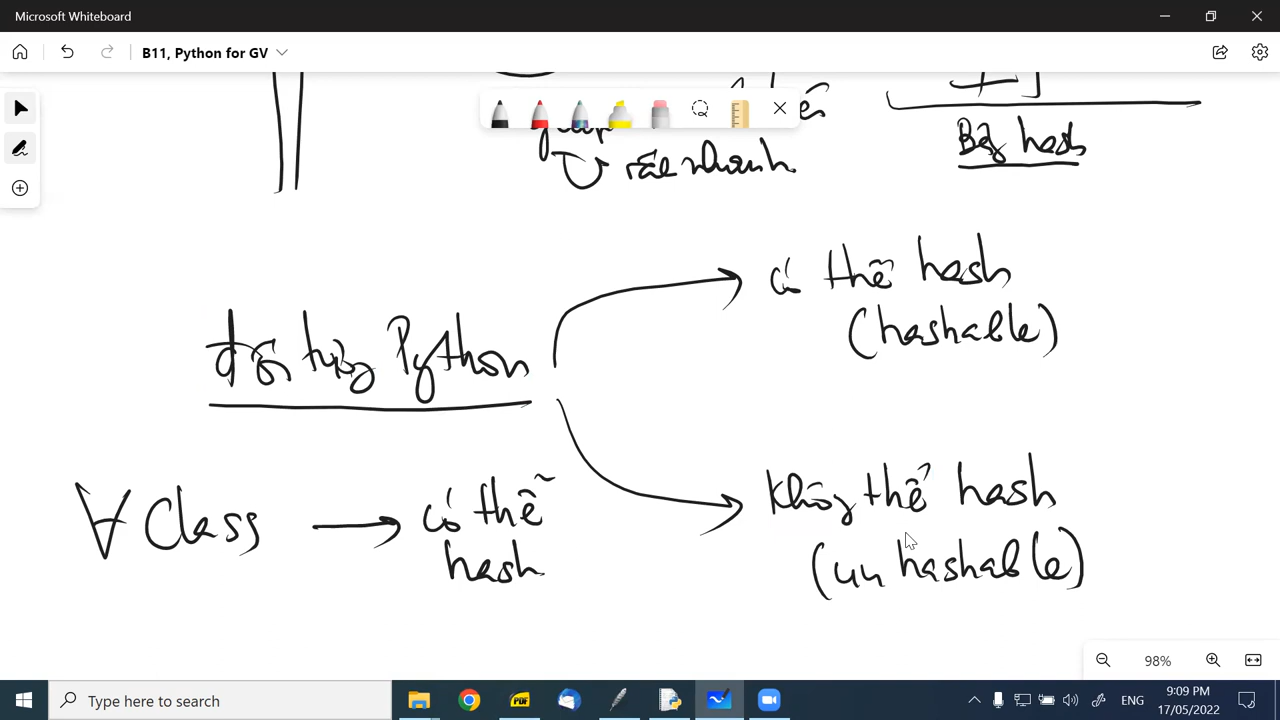 Microsoft Whiteboard
B11, Python for GV
rất nhanh
Bảng hash
có thể hash
(hashable)
đối tượng Python
∀ Class → có thể
hash
không thể hash
(unhashable)
98%
Type here to search
PDF
ENG
9:09 PM
17/05/2022